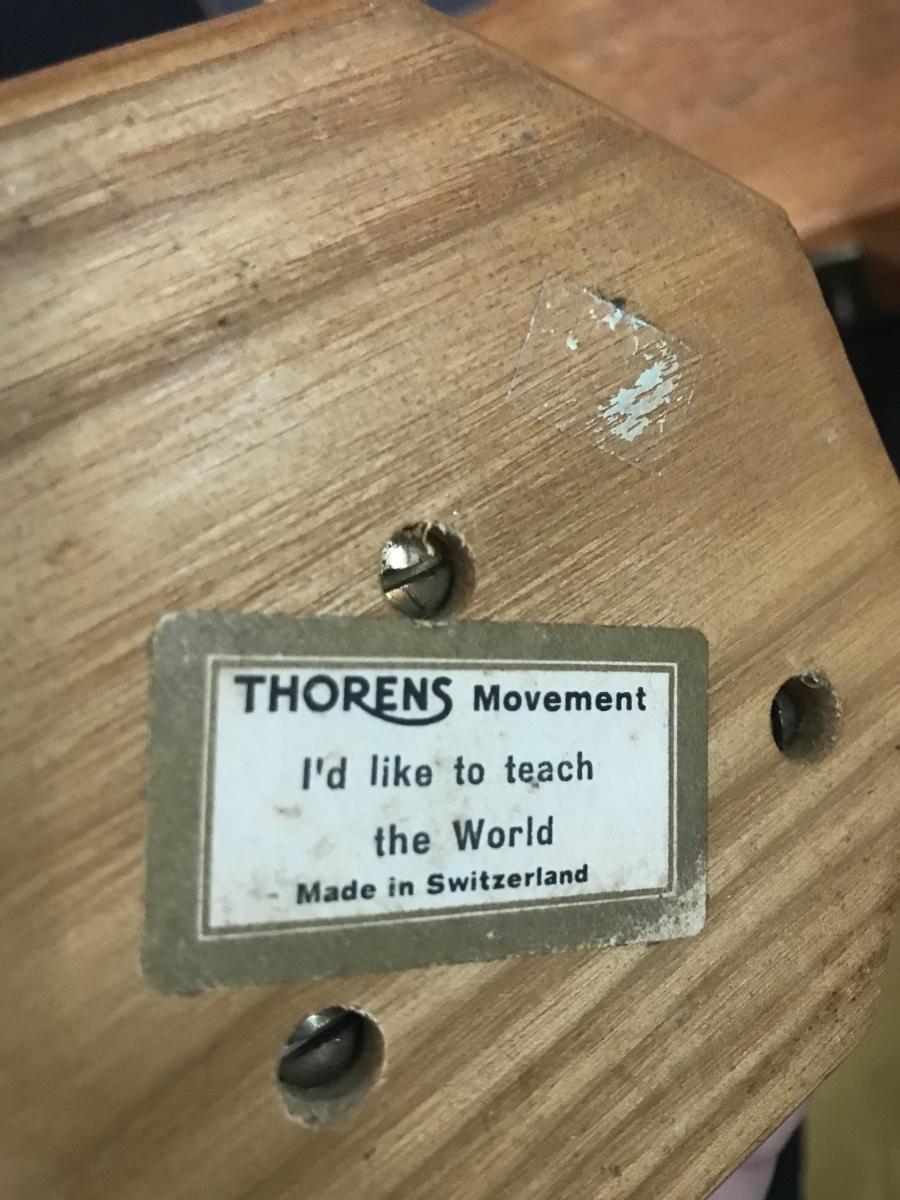 THORENS Movement
I'd like to teach
the World
Made in Switzerland